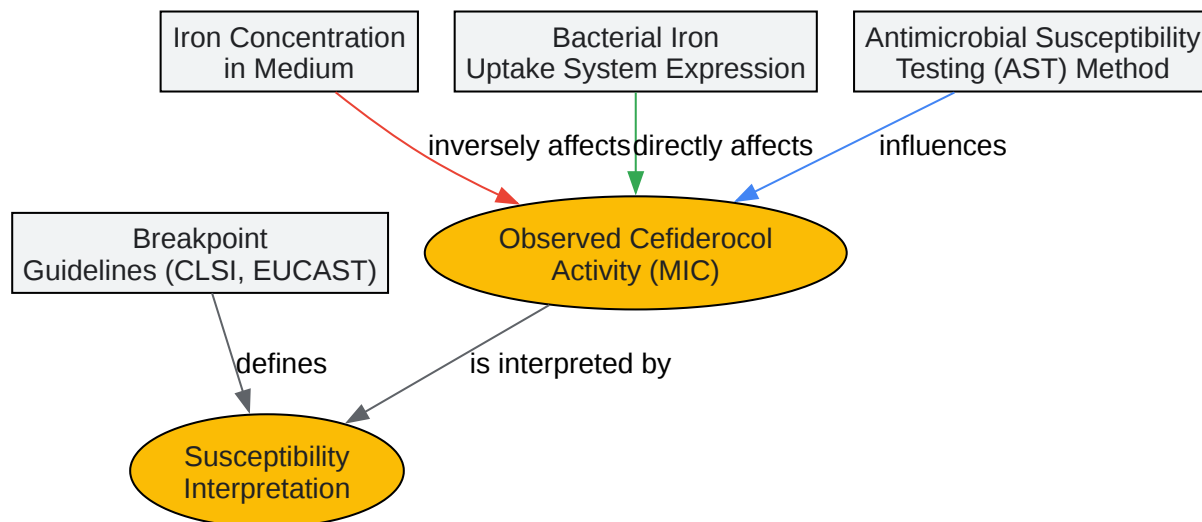 Iron Concentration
in Medium
Bacterial Iron
Uptake System Expression
Antimicrobial Susceptibility
Testing (AST) Method
inversely affects
directly affects
influences
Breakpoint
Guidelines (CLSI, EUCAST)
Observed Cefiderocol
Activity (MIC)
defines
is interpreted by
Susceptibility
Interpretation